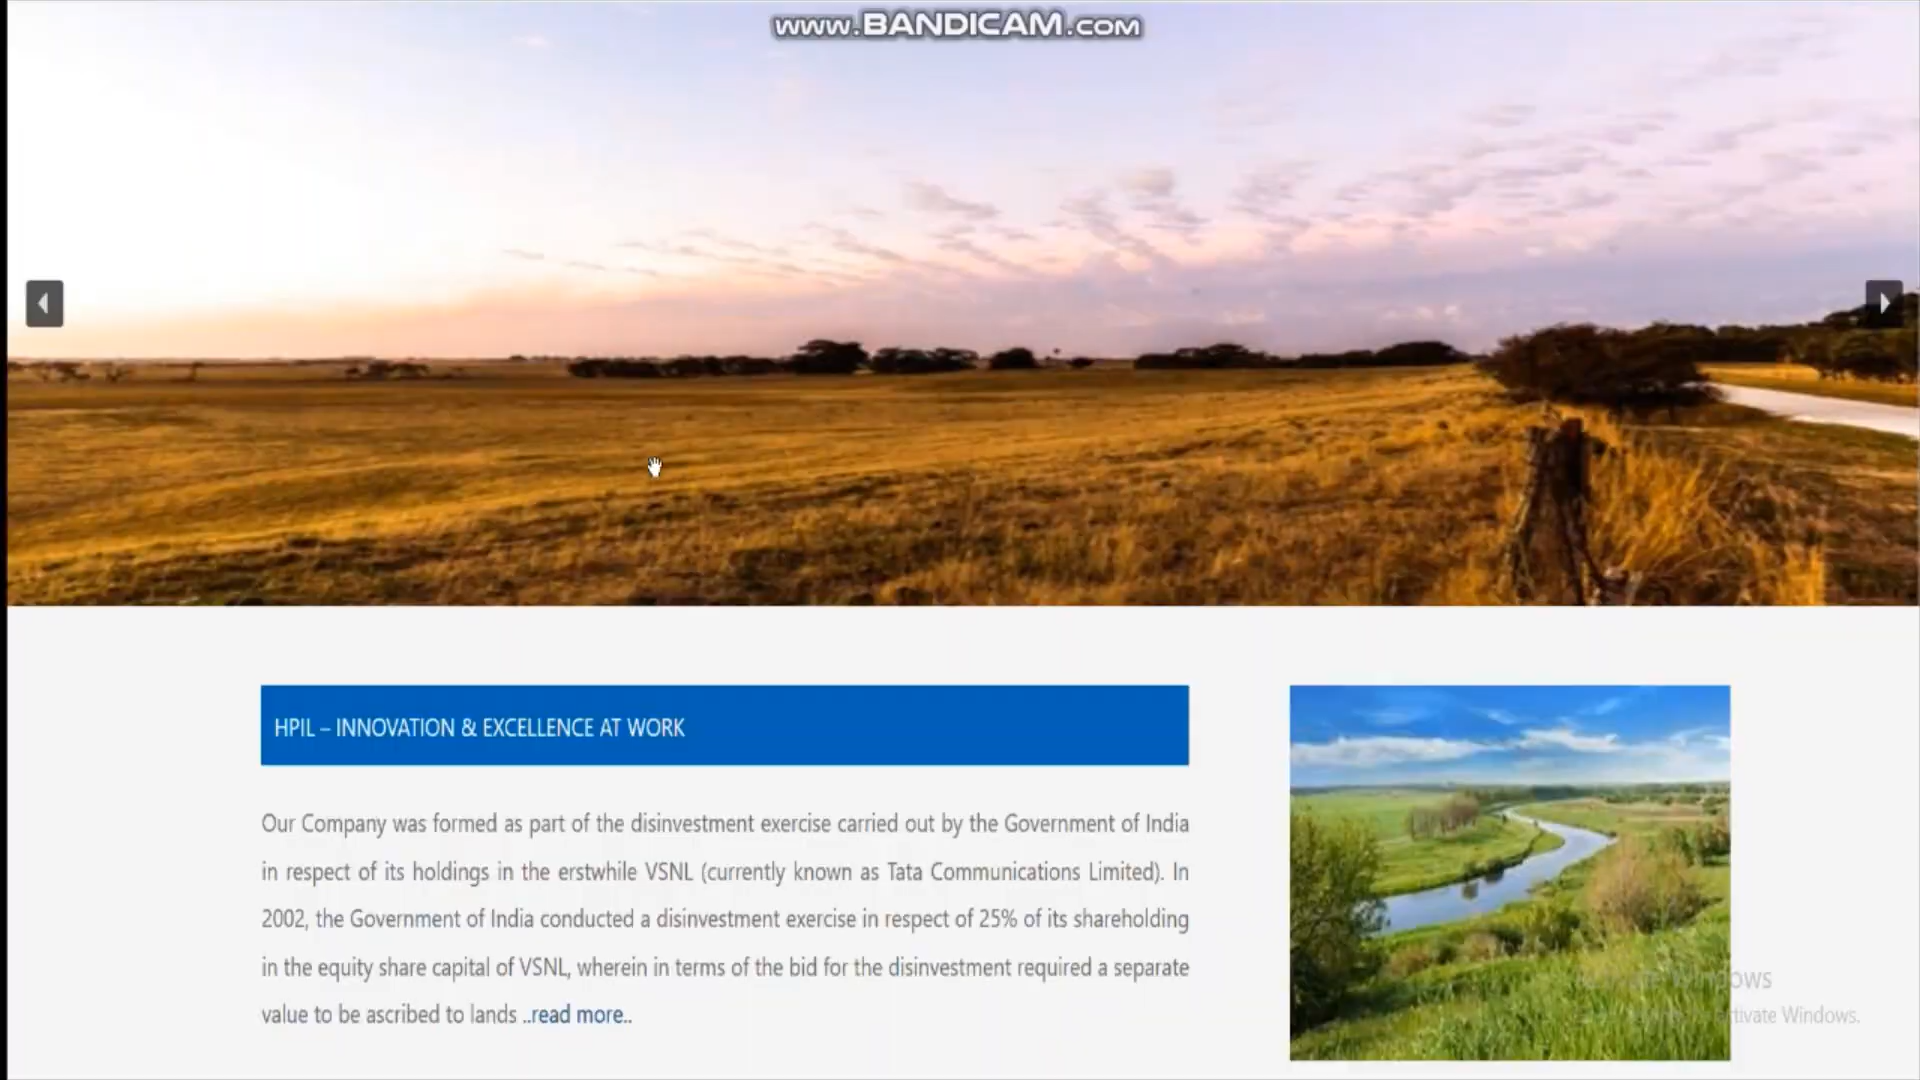 www.BANDICAM.com
HPIL – INNOVATION & EXCELLENCE AT WORK
Our Company was formed as part of the disinvestment exercise carried out by the Government of India
in respect of its holdings in the erstwhile VSNL (currently known as Tata Communications Limited). In
2002, the Government of India conducted a disinvestment exercise in respect of 25% of its shareholding
in the equity share capital of VSNL, wherein in terms of the bid for the disinvestment required a separate
value to be ascribed to lands ..read more..
Windows
Windows.